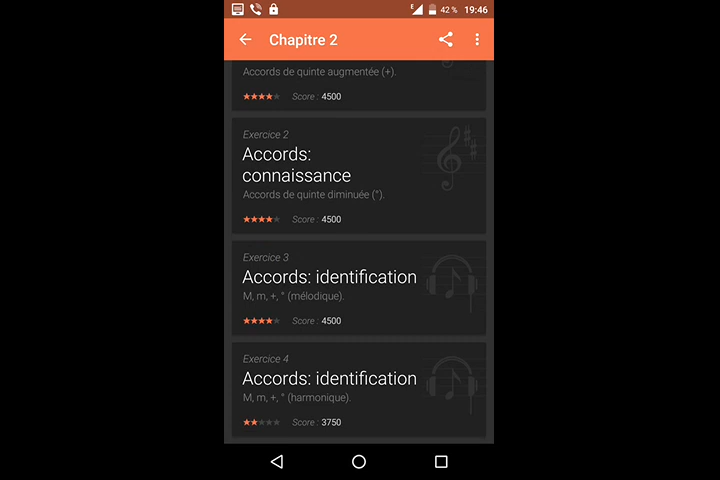 E 42 % 19:46
Chapitre 2
Accords de quinte augmentée (+).
Score : 4500
Exercice 2
Accords:
connaissance
Accords de quinte diminuée (°).
Score : 4500
Exercice 3
Accords: identification
M, m, +, ° (mélodique).
Score : 4500
Exercice 4
Accords: identification
M, m, +, ° (harmonique).
Score : 3750